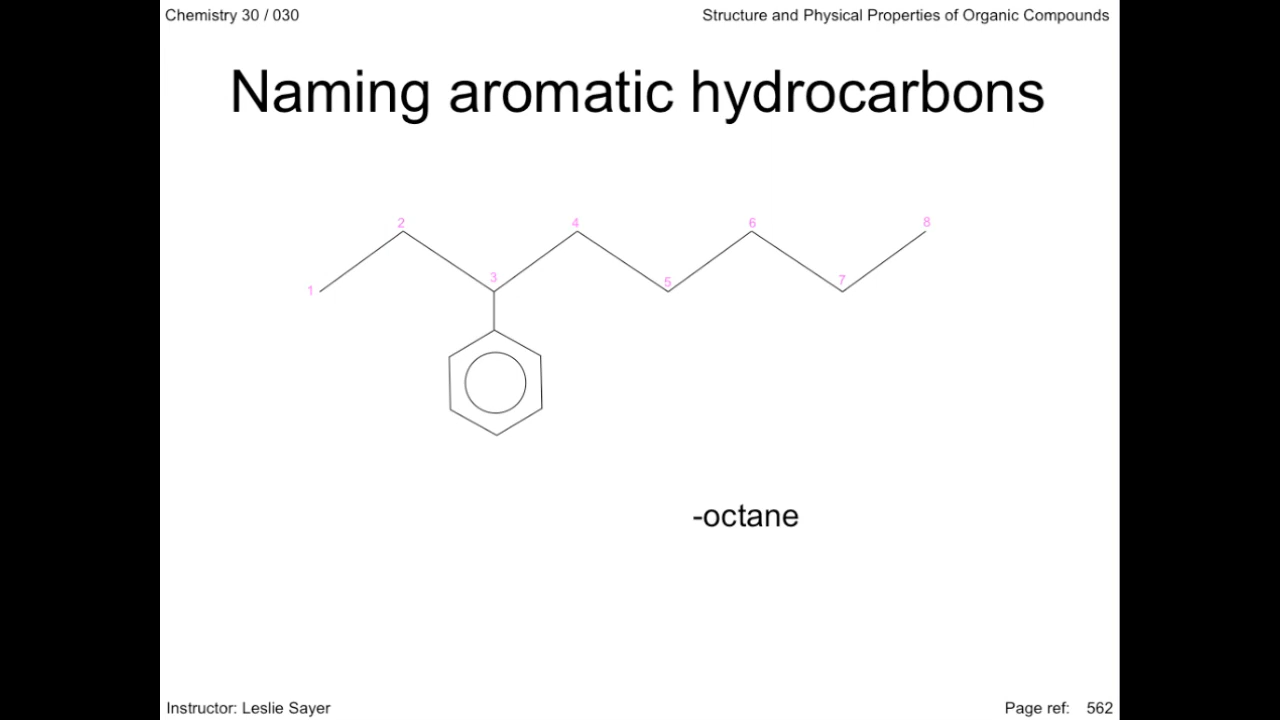 Chemistry 30 / 030
Structure and Physical Properties of Organic Compounds
Naming aromatic hydrocarbons
2 4 6 8
1 3 5 7
-octane
Instructor: Leslie Sayer
Page ref: 562